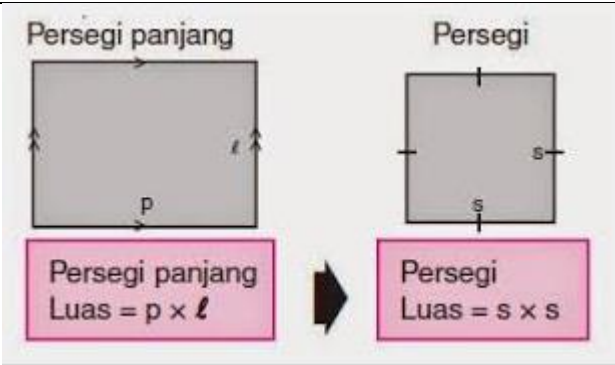 Persegi panjang
ℓ
p
Persegi panjang
Luas = p × ℓ
Persegi
s
s
Persegi
Luas = s × s